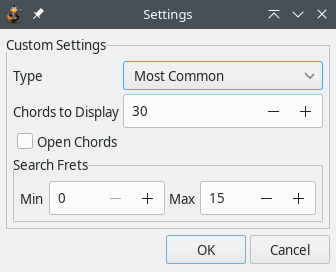 Settings
Custom Settings
Type Most Common
Chords to Display 30
Open Chords
Search Frets
Min 0 Max 15
OK Cancel